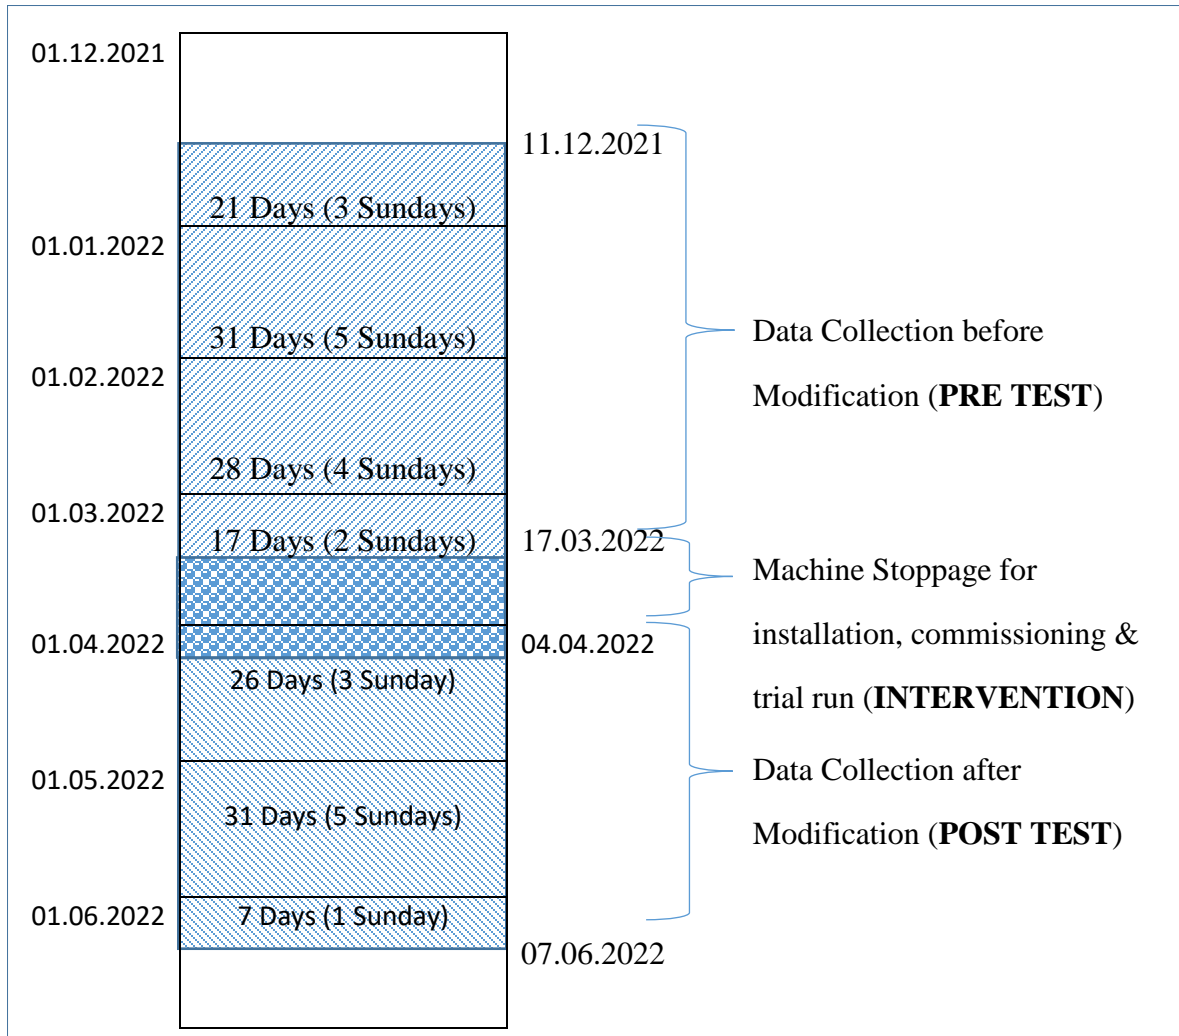 01.12.2021
11.12.2021
21 Days (3 Sundays)
01.01.2022
31 Days (5 Sundays)
Data Collection before
Modification (PRE TEST)
01.02.2022
28 Days (4 Sundays)
01.03.2022
17 Days (2 Sundays)
17.03.2022
Machine Stoppage for
installation, commissioning &
trial run (INTERVENTION)
01.04.2022
04.04.2022
26 Days (3 Sunday)
01.05.2022
Data Collection after
Modification (POST TEST)
31 Days (5 Sundays)
01.06.2022
7 Days (1 Sunday)
07.06.2022